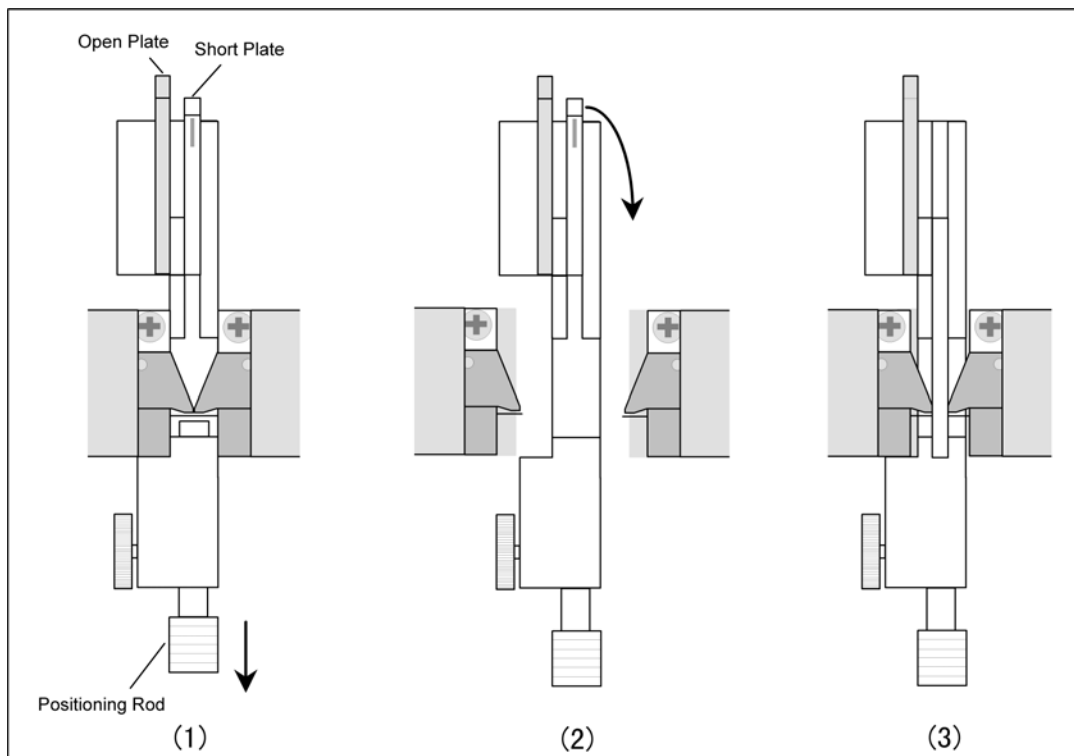 Open Plate
Short Plate
Positioning Rod
(1)
(2)
(3)